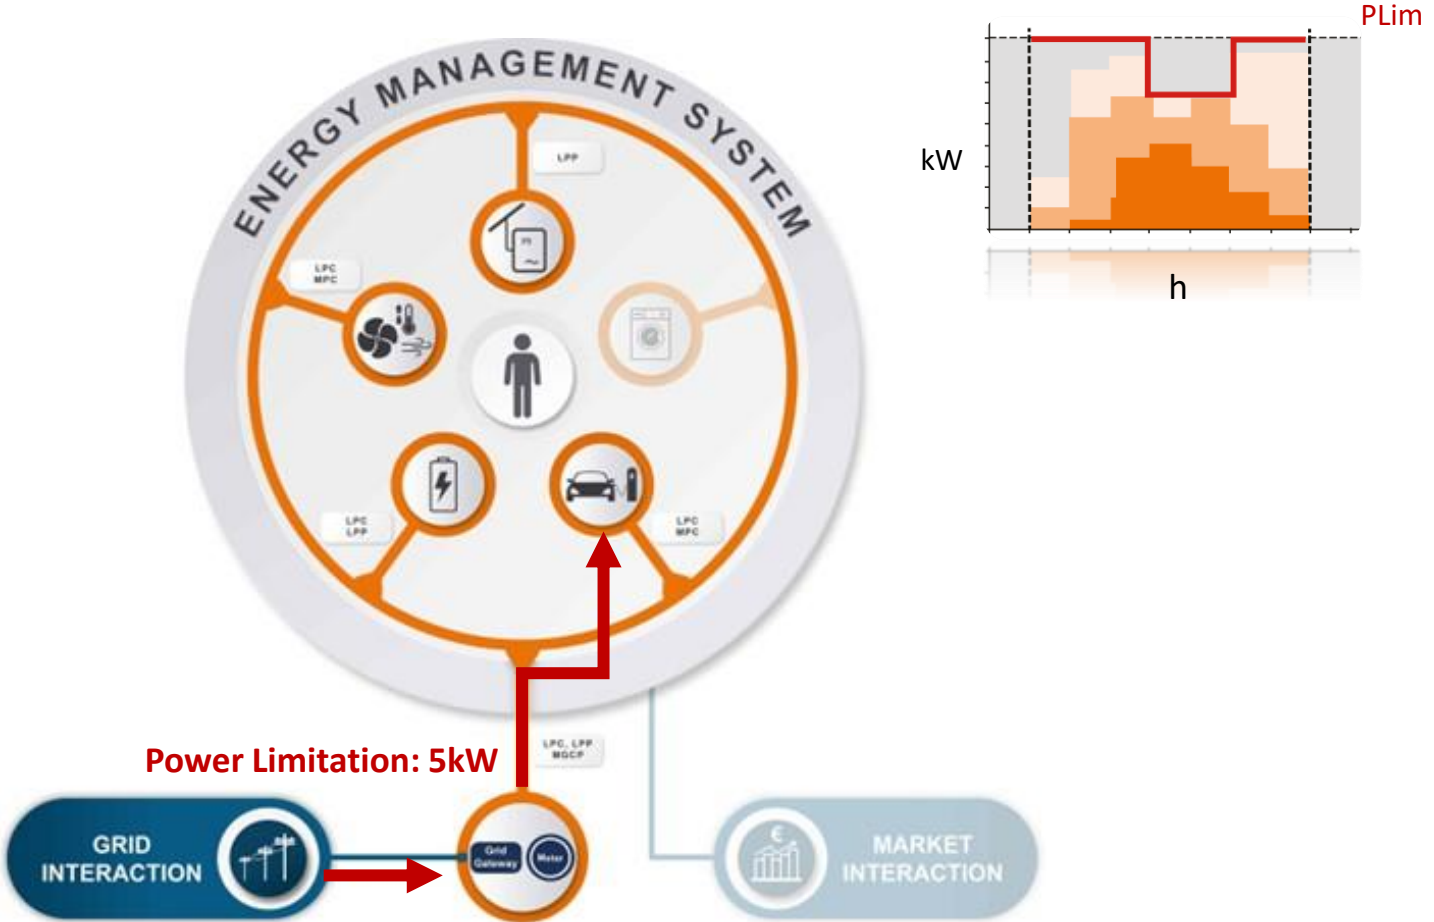 PLim
kW
h
ENERGY MANAGEMENT SYSTEM
LPP
LPC
MPC
LPC
LPP
LPC
MPC
Power Limitation: 5kW
LPC, LPP
MGCP
GRID
INTERACTION
Grid
Gateway
Meter
€
MARKET
INTERACTION